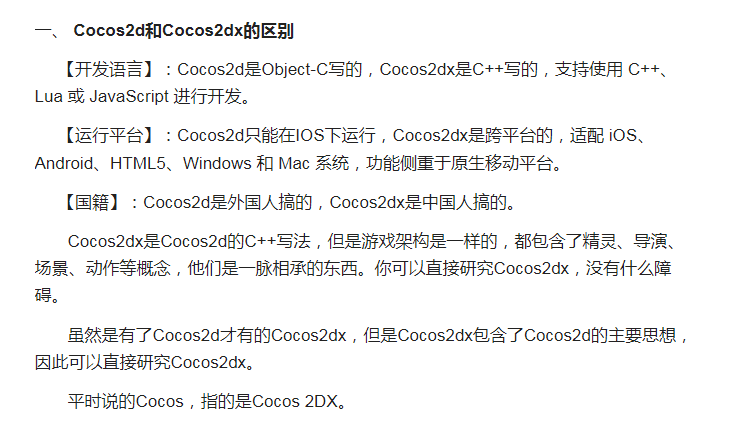 一、 Cocos2d和Cocos2dx的区别
【开发语言】：Cocos2d是Object-C写的，Cocos2dx是C++写的，支持使用 C++、
Lua 或 JavaScript 进行开发。
【运行平台】：Cocos2d只能在IOS下运行，Cocos2dx是跨平台的，适配 iOS、
Android、HTML5、Windows 和 Mac 系统，功能侧重于原生移动平台。
【国籍】：Cocos2d是外国人搞的，Cocos2dx是中国人搞的。
Cocos2dx是Cocos2d的C++写法，但是游戏架构是一样的，都包含了精灵、导演、
场景、动作等概念，他们是一脉相承的东西。你可以直接研究Cocos2dx，没有什么障
碍。
虽然是有了Cocos2d才有的Cocos2dx，但是Cocos2dx包含了Cocos2d的主要思想，
因此可以直接研究Cocos2dx。
平时说的Cocos，指的是Cocos 2DX。